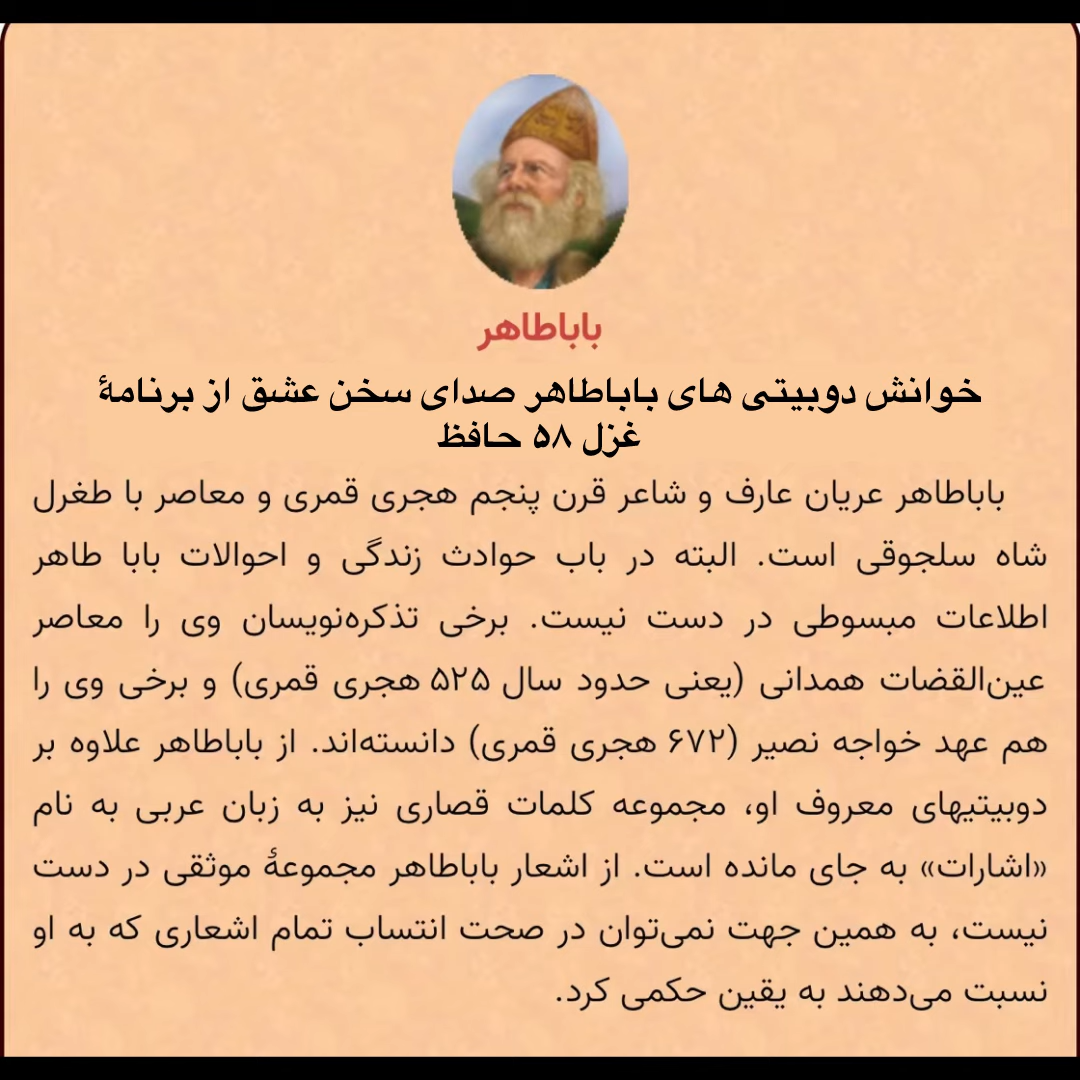 باباطاهر
خوانش دوبیتی های باباطاهر صدای سخن عشق از برنامهٔ
غزل ۵۸ حافظ
باباطاهر عریان عارف و شاعر قرن پنجم هجری قمری و معاصر با طغرل
شاه سلجوقی است. البته در باب حوادث زندگی و احوالات بابا طاهر
اطلاعات مبسوطی در دست نیست. برخی تذکره‌نویسان وی را معاصر
عین‌القضات همدانی (یعنی حدود سال ۵۲۵ هجری قمری) و برخی وی را
هم عهد خواجه نصیر (۶۷۲ هجری قمری) دانسته‌اند. از باباطاهر علاوه بر
دوبیتیهای معروف او، مجموعه کلمات قصاری نیز به زبان عربی به نام
«اشارات» به جای مانده است. از اشعار باباطاهر مجموعهٔ موثقی در دست
نیست، به همین جهت نمی‌توان در صحت انتساب تمام اشعاری که به او
نسبت می‌دهند به یقین حکمی کرد.